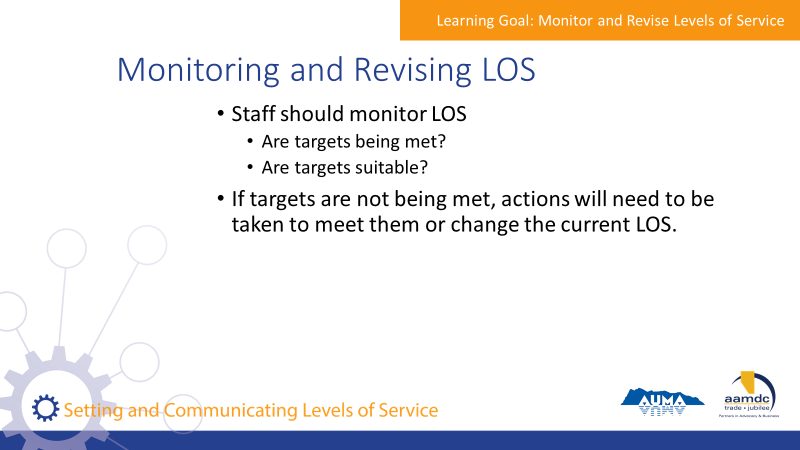 Learning Goal: Monitor and Revise Levels of Service
Monitoring and Revising LOS
• Staff should monitor LOS
• Are targets being met?
• Are targets suitable?
• If targets are not being met, actions will need to be
taken to meet them or change the current LOS.
Setting and Communicating Levels of Service
AUMA
aamdc
trade • jubilee
Partners in Advocacy & Business